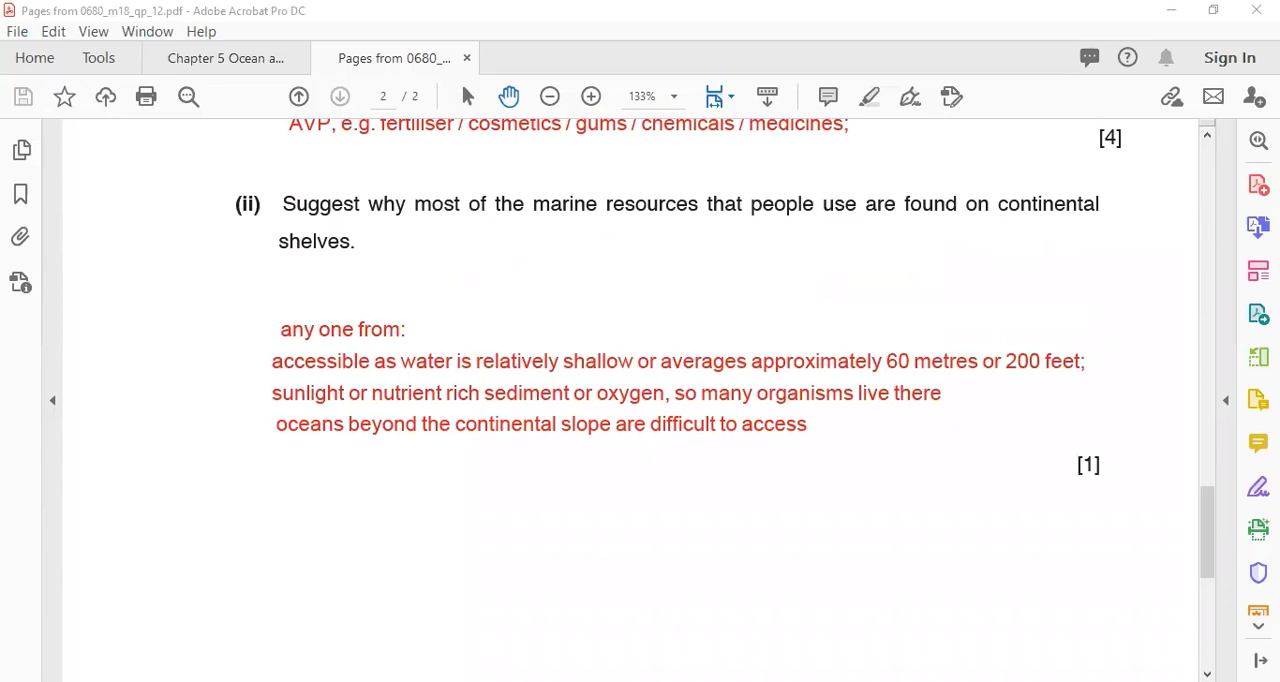 Pages from 0680_m18_qp_12.pdf - Adobe Acrobat Pro DC
File Edit View Window Help
Home Tools Chapter 5 Ocean a... Pages from 0680_... × Sign In
2 / 2 133%
AVP, e.g. fertiliser / cosmetics / gums / chemicals / medicines;
[4]
(ii) Suggest why most of the marine resources that people use are found on continental
shelves.
any one from:
accessible as water is relatively shallow or averages approximately 60 metres or 200 feet;
sunlight or nutrient rich sediment or oxygen, so many organisms live there
oceans beyond the continental slope are difficult to access
[1]